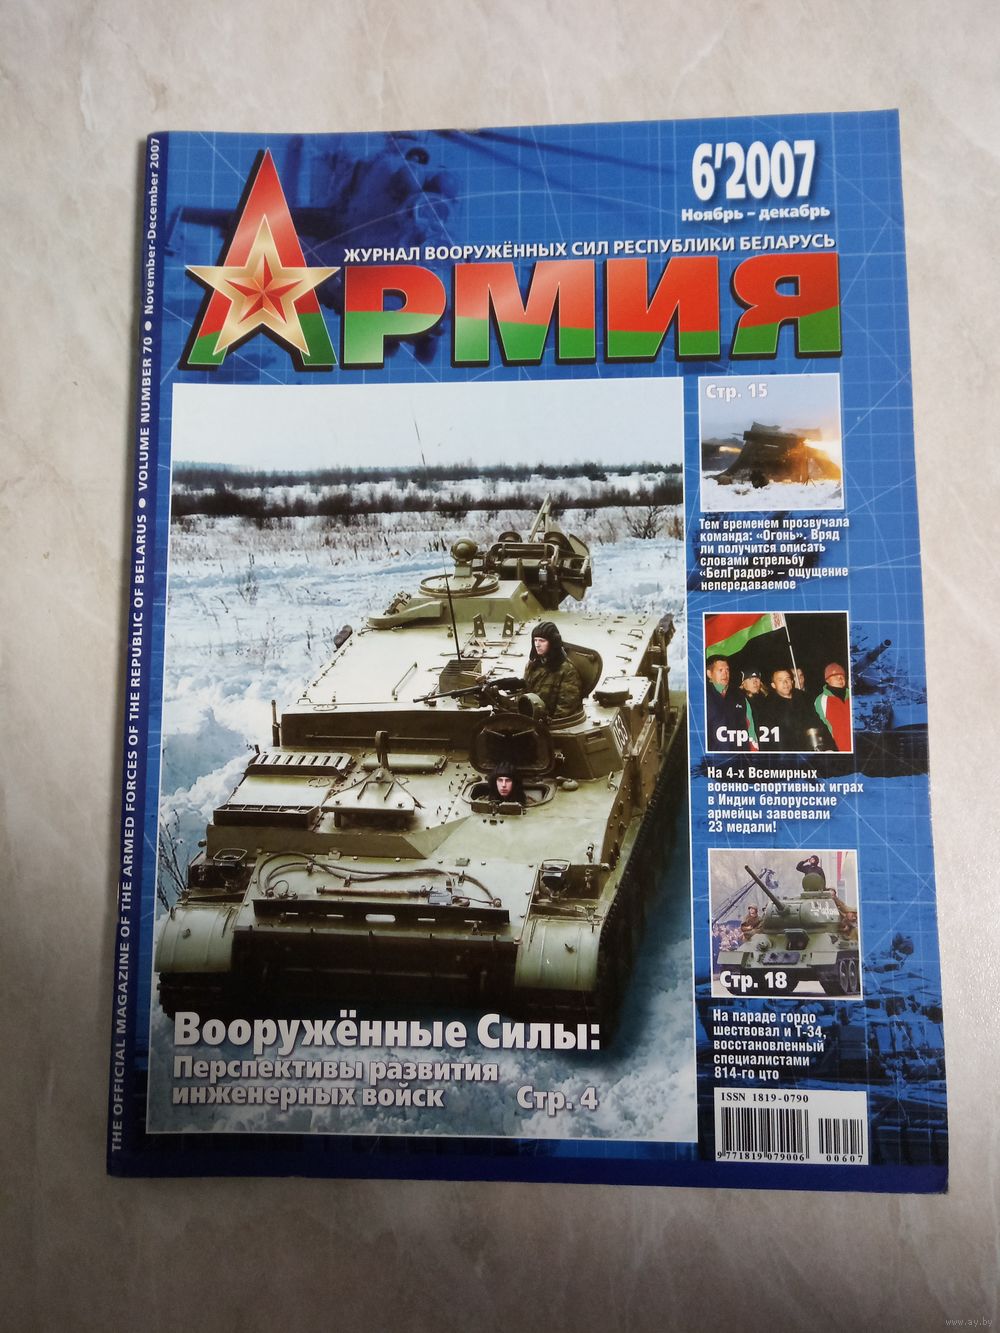 6'2007
Ноябрь – декабрь
ЖУРНАЛ ВООРУЖЁННЫХ СИЛ РЕСПУБЛИКИ БЕЛАРУСЬ
АРМИЯ
THE OFFICIAL MAGAZINE OF THE ARMED FORCES OF THE REPUBLIC OF BELARUS ● VOLUME NUMBER 70 ● November-December 2007
Стр. 15
Тем временем прозвучала
команда: «Огонь». Вряд
ли получится описать
словами стрельбу
«БелГрадов» – ощущение
непередаваемое
Стр. 21
На 4-х Всемирных
военно-спортивных играх
в Индии белорусские
армейцы завоевали
23 медали!
Стр. 18
На параде гордо
шествовал и Т-34,
восстановленный
специалистами
814-го цто
Вооружённые Силы:
Перспективы развития
инженерных войск Стр. 4
ISSN 1819-0790
9 771819 079006
00607
www.ay.by